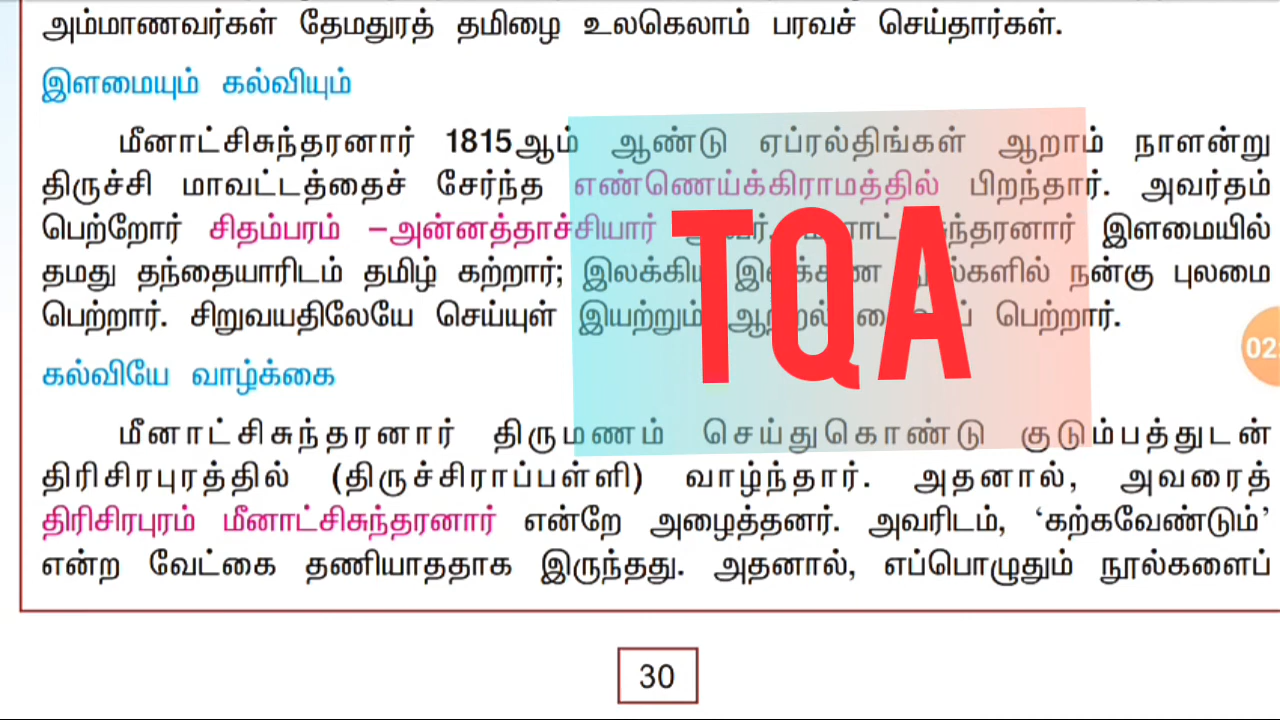 அம்மாணவர்கள் தேமதுரத் தமிழை உலகெலாம் பரவச் செய்தார்கள்.
இளமையும் கல்வியும்
மீனாட்சிசுந்தரனார் 1815ஆம் ஆண்டு ஏப்ரல்திங்கள் ஆறாம் நாளன்று
திருச்சி மாவட்டத்தைச் சேர்ந்த எண்ணெய்க்கிராமத்தில் பிறந்தார். அவர்தம்
பெற்றோர் சிதம்பரம் –அன்னத்தாச்சியார் இளமையில்
தமது தந்தையாரிடம் தமிழ் கற்றார்; இலக்கிய நன்கு புலமை
பெற்றார். சிறுவயதிலேயே செய்யுள் இயற்றும் ஆற்றல் பெற்றார்.
TQA
கல்வியே வாழ்க்கை
மீனாட்சிசுந்தரனார் திருமணம் செய்துகொண்டு குடும்பத்துடன்
திரிசிரபுரத்தில் (திருச்சிராப்பள்ளி) வாழ்ந்தார். அதனால், அவரைத்
திரிசிரபுரம் மீனாட்சிசுந்தரனார் என்றே அழைத்தனர். அவரிடம், ‘கற்கவேண்டும்’
என்ற வேட்கை தணியாததாக இருந்தது. அதனால், எப்பொழுதும் நூல்களைப்
30